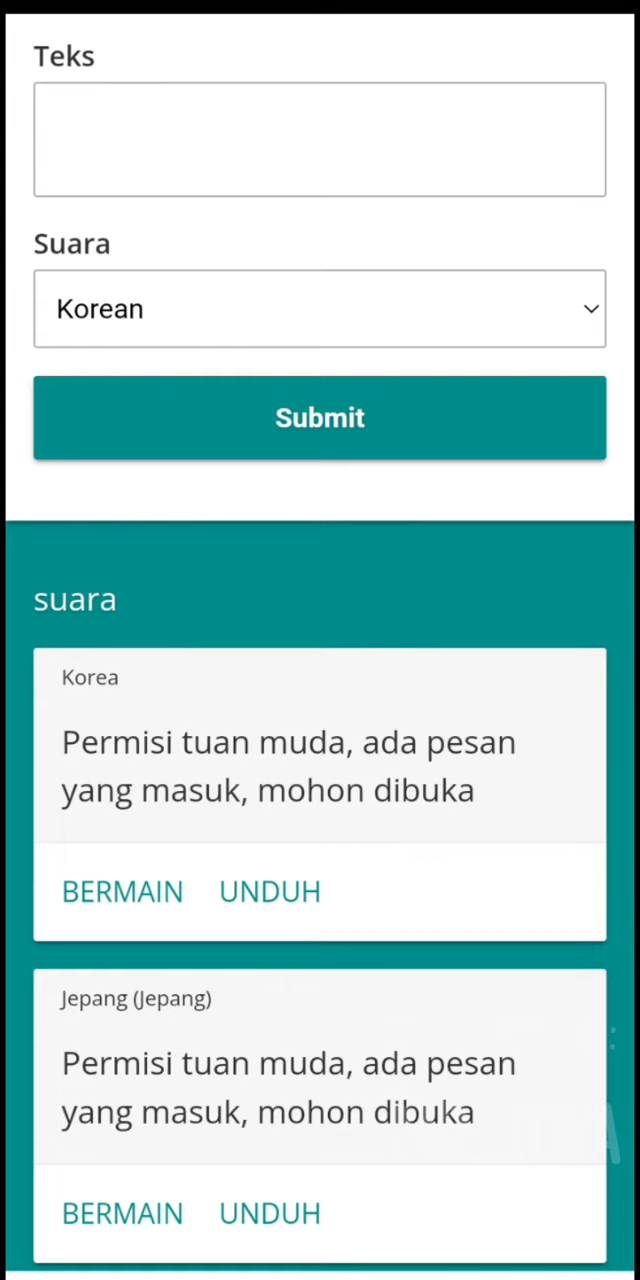 Teks
Suara
Korean
Submit
suara
Korea
Permisi tuan muda, ada pesan
yang masuk, mohon dibuka
BERMAIN UNDUH
Jepang (Jepang)
Permisi tuan muda, ada pesan
yang masuk, mohon dibuka
BERMAIN UNDUH